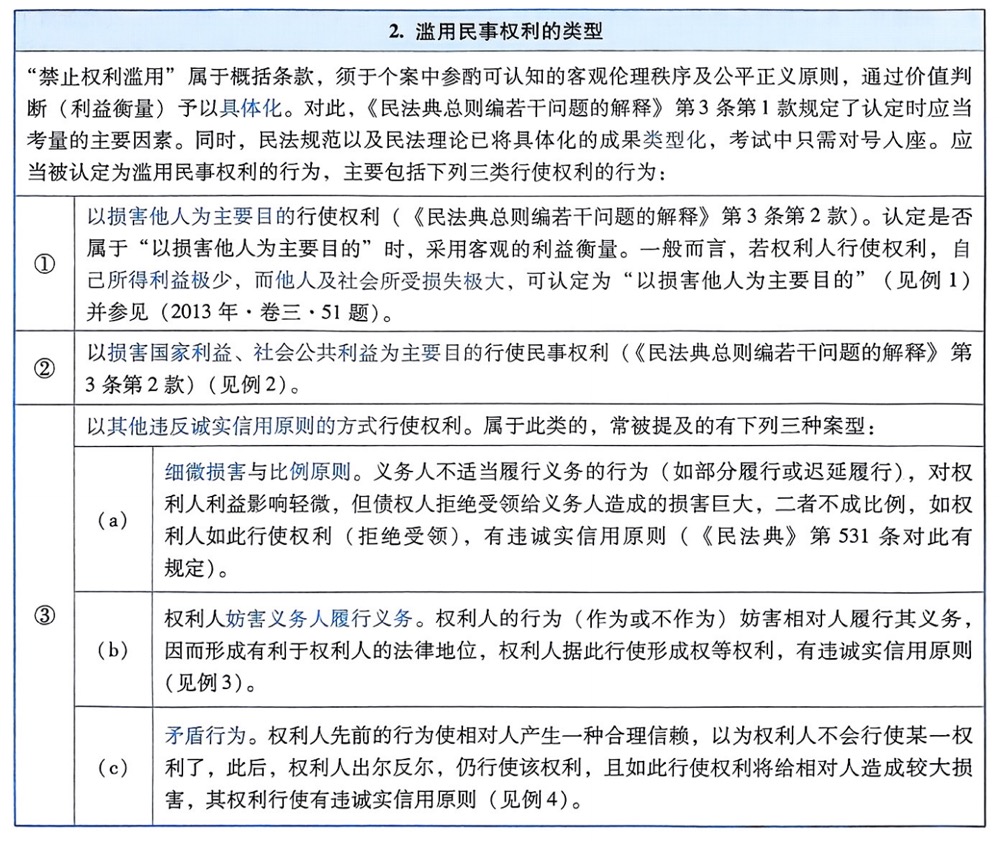 2. 滥用民事权利的类型
“禁止权利滥用”属于概括条款，须于个案中参酌可认知的客观伦理秩序及公平正义原则，通过价值判
断（利益衡量）予以具体化。对此，《民法典总则编若干问题的解释》第3条第1款规定了认定时应当
考量的主要因素。同时，民法规范以及民法理论已将具体化的成果类型化，考试中只需对号入座。应
当被认定为滥用民事权利的行为，主要包括下列三类行使权利的行为：
①
以损害他人为主要目的行使权利（《民法典总则编若干问题的解释》第3条第2款）。认定是否
属于“以损害他人为主要目的”时，采用客观的利益衡量。一般而言，若权利人行使权利，自
己所得利益极少，而他人及社会所受损失极大，可认定为“以损害他人为主要目的”（见例1）
并参见（2013年·卷三·51题）。
②
以损害国家利益、社会公共利益为主要目的行使民事权利（《民法典总则编若干问题的解释》第
3条第2款）（见例2）。
③
以其他违反诚实信用原则的方式行使权利。属于此类的，常被提及的有下列三种案型：
（a）
细微损害与比例原则。义务人不适当履行义务的行为（如部分履行或迟延履行），对权
利人利益影响轻微，但债权人拒绝受领给义务人造成的损害巨大，二者不成比例，如权
利人如此行使权利（拒绝受领），有违诚实信用原则（《民法典》第531条对此有
规定）。
（b）
权利人妨害义务人履行义务。权利人的行为（作为或不作为）妨害相对人履行其义务，
因而形成有利于权利人的法律地位，权利人据此行使形成权等权利，有违诚实信用原则
（见例3）。
（c）
矛盾行为。权利人先前的行为使相对人产生一种合理信赖，以为权利人不会行使某一权
利了，此后，权利人出尔反尔，仍行使该权利，且如此行使权利将给相对人造成较大损
害，其权利行使有违诚实信用原则（见例4）。